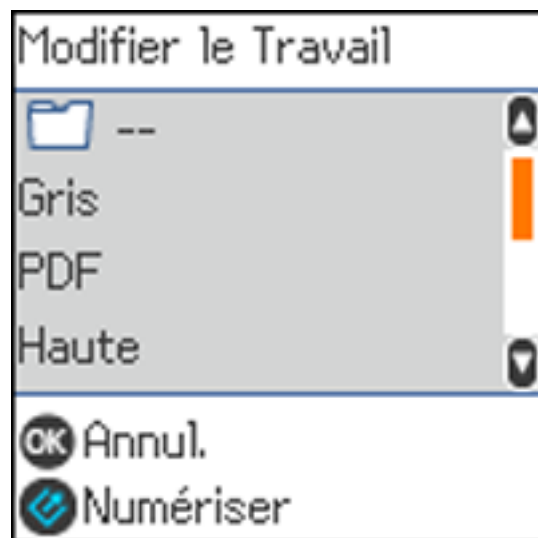 Modifier le Travail
--
Gris
PDF
Haute
OK Annul.
Numériser